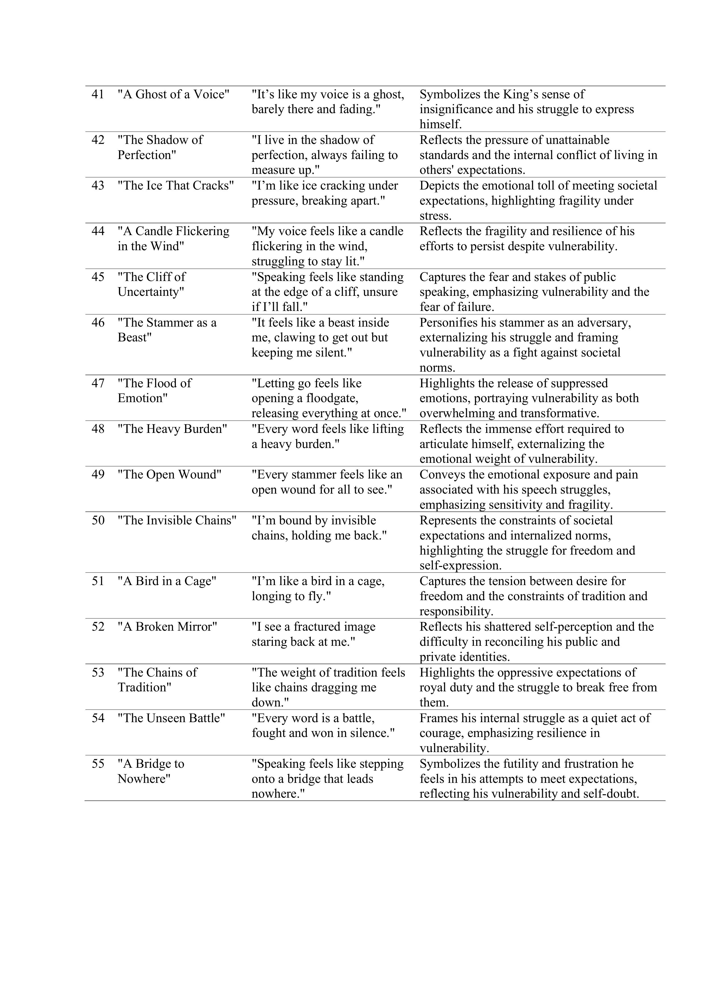 41 "A Ghost of a Voice" "It’s like my voice is a ghost, Symbolizes the King’s sense of
barely there and fading." insignificance and his struggle to express
himself.
42 "The Shadow of "I live in the shadow of Reflects the pressure of unattainable
Perfection" perfection, always failing to standards and the internal conflict of living in
measure up." others' expectations.
43 "The Ice That Cracks" "I’m like ice cracking under Depicts the emotional toll of meeting societal
pressure, breaking apart." expectations, highlighting fragility under
stress.
44 "A Candle Flickering "My voice feels like a candle Reflects the fragility and resilience of his
in the Wind" flickering in the wind, efforts to persist despite vulnerability.
struggling to stay lit."
45 "The Cliff of "Speaking feels like standing Captures the fear and stakes of public
Uncertainty" at the edge of a cliff, unsure speaking, emphasizing vulnerability and the
if I’ll fall." fear of failure.
46 "The Stammer as a "It feels like a beast inside Personifies his stammer as an adversary,
Beast" me, clawing to get out but externalizing his struggle and framing
keeping me silent." vulnerability as a fight against societal
norms.
47 "The Flood of "Letting go feels like Highlights the release of suppressed
Emotion" opening a floodgate, emotions, portraying vulnerability as both
releasing everything at once." overwhelming and transformative.
48 "The Heavy Burden" "Every word feels like lifting Reflects the immense effort required to
a heavy burden." articulate himself, externalizing the
emotional weight of vulnerability.
49 "The Open Wound" "Every stammer feels like an Conveys the emotional exposure and pain
open wound for all to see." associated with his speech struggles,
emphasizing sensitivity and fragility.
50 "The Invisible Chains" "I’m bound by invisible Represents the constraints of societal
chains, holding me back." expectations and internalized norms,
highlighting the struggle for freedom and
self-expression.
51 "A Bird in a Cage" "I’m like a bird in a cage, Captures the tension between desire for
longing to fly." freedom and the constraints of tradition and
responsibility.
52 "A Broken Mirror" "I see a fractured image Reflects his shattered self-perception and the
staring back at me." difficulty in reconciling his public and
private identities.
53 "The Chains of "The weight of tradition feels Highlights the oppressive expectations of
Tradition" like chains dragging me royal duty and the struggle to break free from
down." them.
54 "The Unseen Battle" "Every word is a battle, Frames his internal struggle as a quiet act of
fought and won in silence." courage, emphasizing resilience in
vulnerability.
55 "A Bridge to "Speaking feels like stepping Symbolizes the futility and frustration he
Nowhere" onto a bridge that leads feels in his attempts to meet expectations,
nowhere." reflecting his vulnerability and self-doubt.